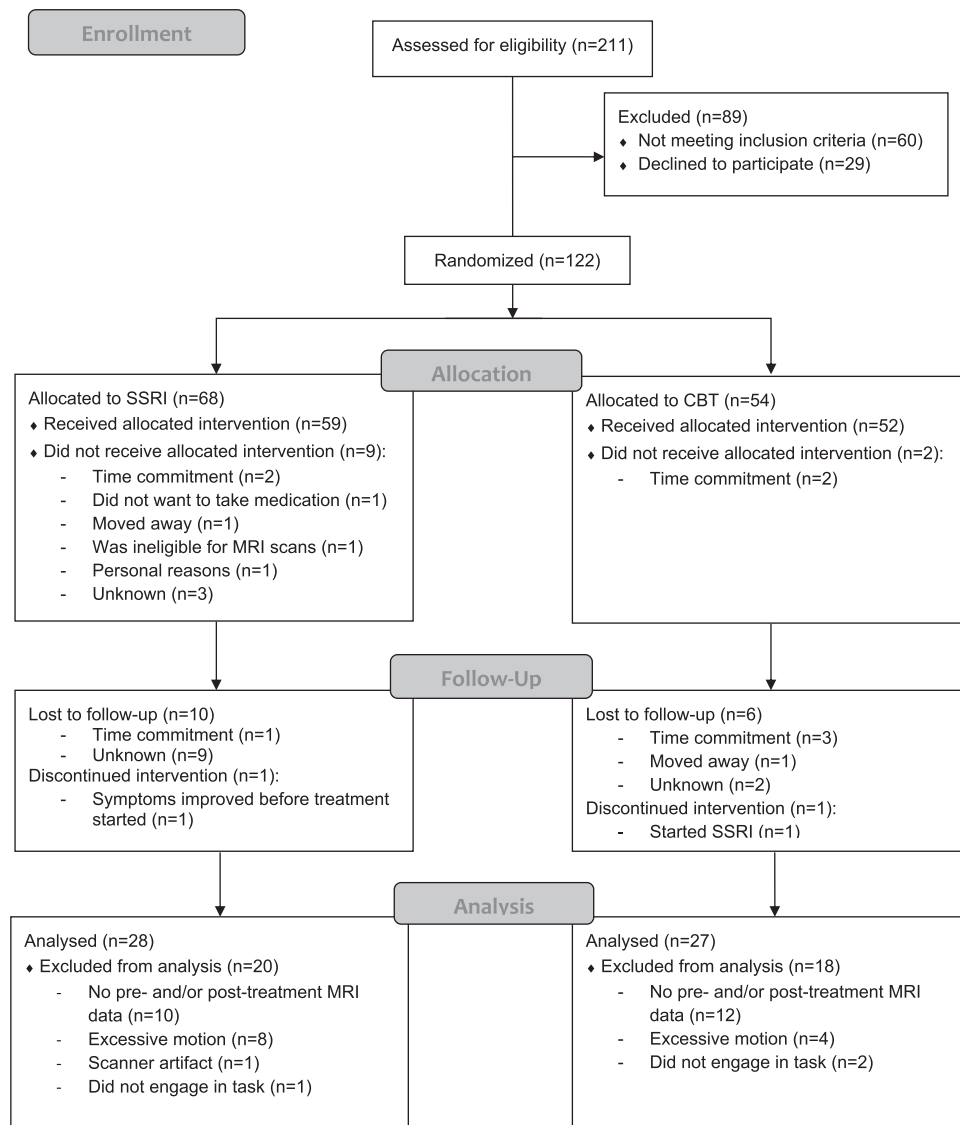 Enrollment
Assessed for eligibility (n=211)
Excluded (n=89)
♦ Not meeting inclusion criteria (n=60)
♦ Declined to participate (n=29)
Randomized (n=122)
Allocation
Allocated to SSRI (n=68)
♦ Received allocated intervention (n=59)
♦ Did not receive allocated intervention (n=9):
- Time commitment (n=2)
- Did not want to take medication (n=1)
- Moved away (n=1)
- Was ineligible for MRI scans (n=1)
- Personal reasons (n=1)
- Unknown (n=3)
Allocated to CBT (n=54)
♦ Received allocated intervention (n=52)
♦ Did not receive allocated intervention (n=2):
- Time commitment (n=2)
Follow-Up
Lost to follow-up (n=10)
- Time commitment (n=1)
- Unknown (n=9)
Discontinued intervention (n=1):
- Symptoms improved before treatment
started (n=1)
Lost to follow-up (n=6)
- Time commitment (n=3)
- Moved away (n=1)
- Unknown (n=2)
Discontinued intervention (n=1):
- Started SSRI (n=1)
Analysis
Analysed (n=28)
♦ Excluded from analysis (n=20)
- No pre- and/or post-treatment MRI
data (n=10)
- Excessive motion (n=8)
- Scanner artifact (n=1)
- Did not engage in task (n=1)
Analysed (n=27)
♦ Excluded from analysis (n=18)
- No pre- and/or post-treatment MRI
data (n=12)
- Excessive motion (n=4)
- Did not engage in task (n=2)